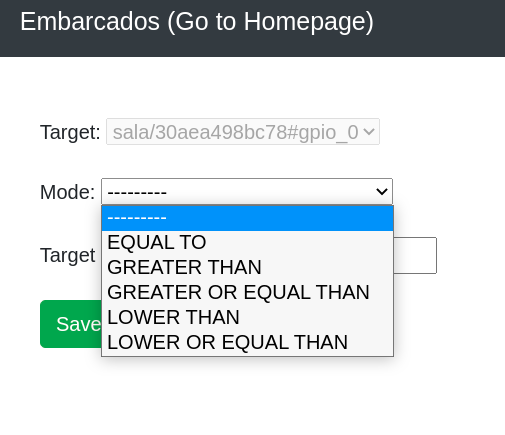 Embarcados (Go to Homepage)
Target: sala/30aea498bc78#gpio_0
Mode: ---------
---------
EQUAL TO
GREATER THAN
GREATER OR EQUAL THAN
LOWER THAN
LOWER OR EQUAL THAN
Target
Save